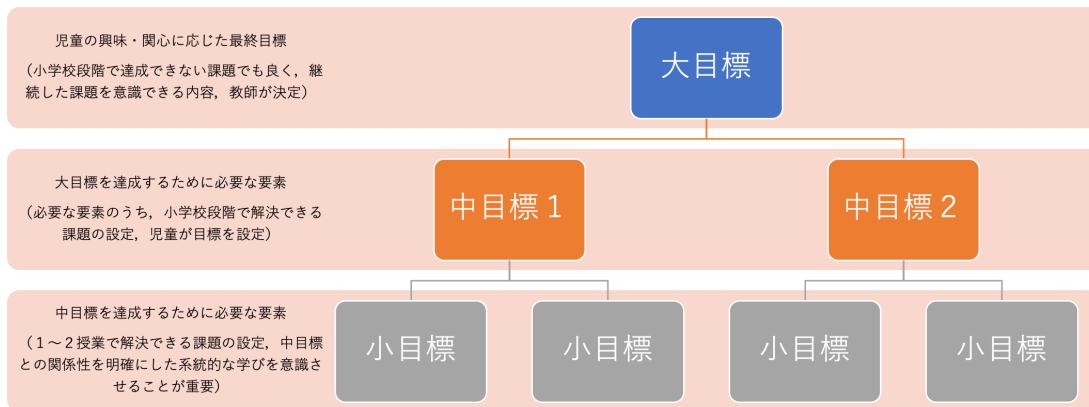 児童の興味・関心に応じた最終目標
（小学校段階で達成できない課題でも良く，継
続した課題を意識できる内容，教師が決定）
大目標
大目標を達成するために必要な要素
（必要な要素のうち，小学校段階で解決できる
課題の設定，児童が目標を設定）
中目標１
中目標２
中目標を達成するために必要な要素
（１～２授業で解決できる課題の設定，中目標
との関係性を明確にした系統的な学びを意識さ
せることが重要）
小目標
小目標
小目標
小目標